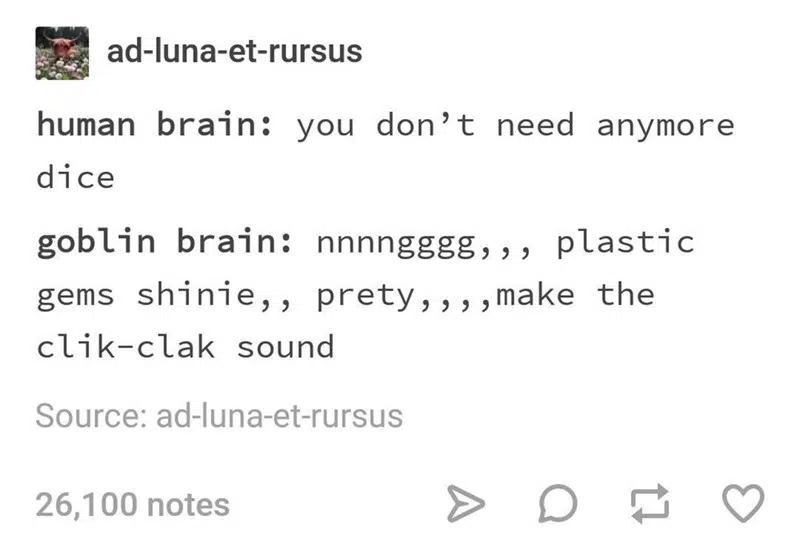 ad-luna-et-rursus
human brain: you don’t need anymore
dice
goblin brain: nnnngggg,,, plastic
gems shinie,, prety,,,,make the
clik-clak sound
Source: ad-luna-et-rursus
26,100 notes